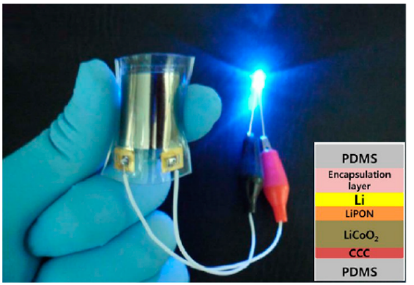 PDMS
Encapsulation
layer
Li
LiPON
LiCoO₂
CCC
PDMS